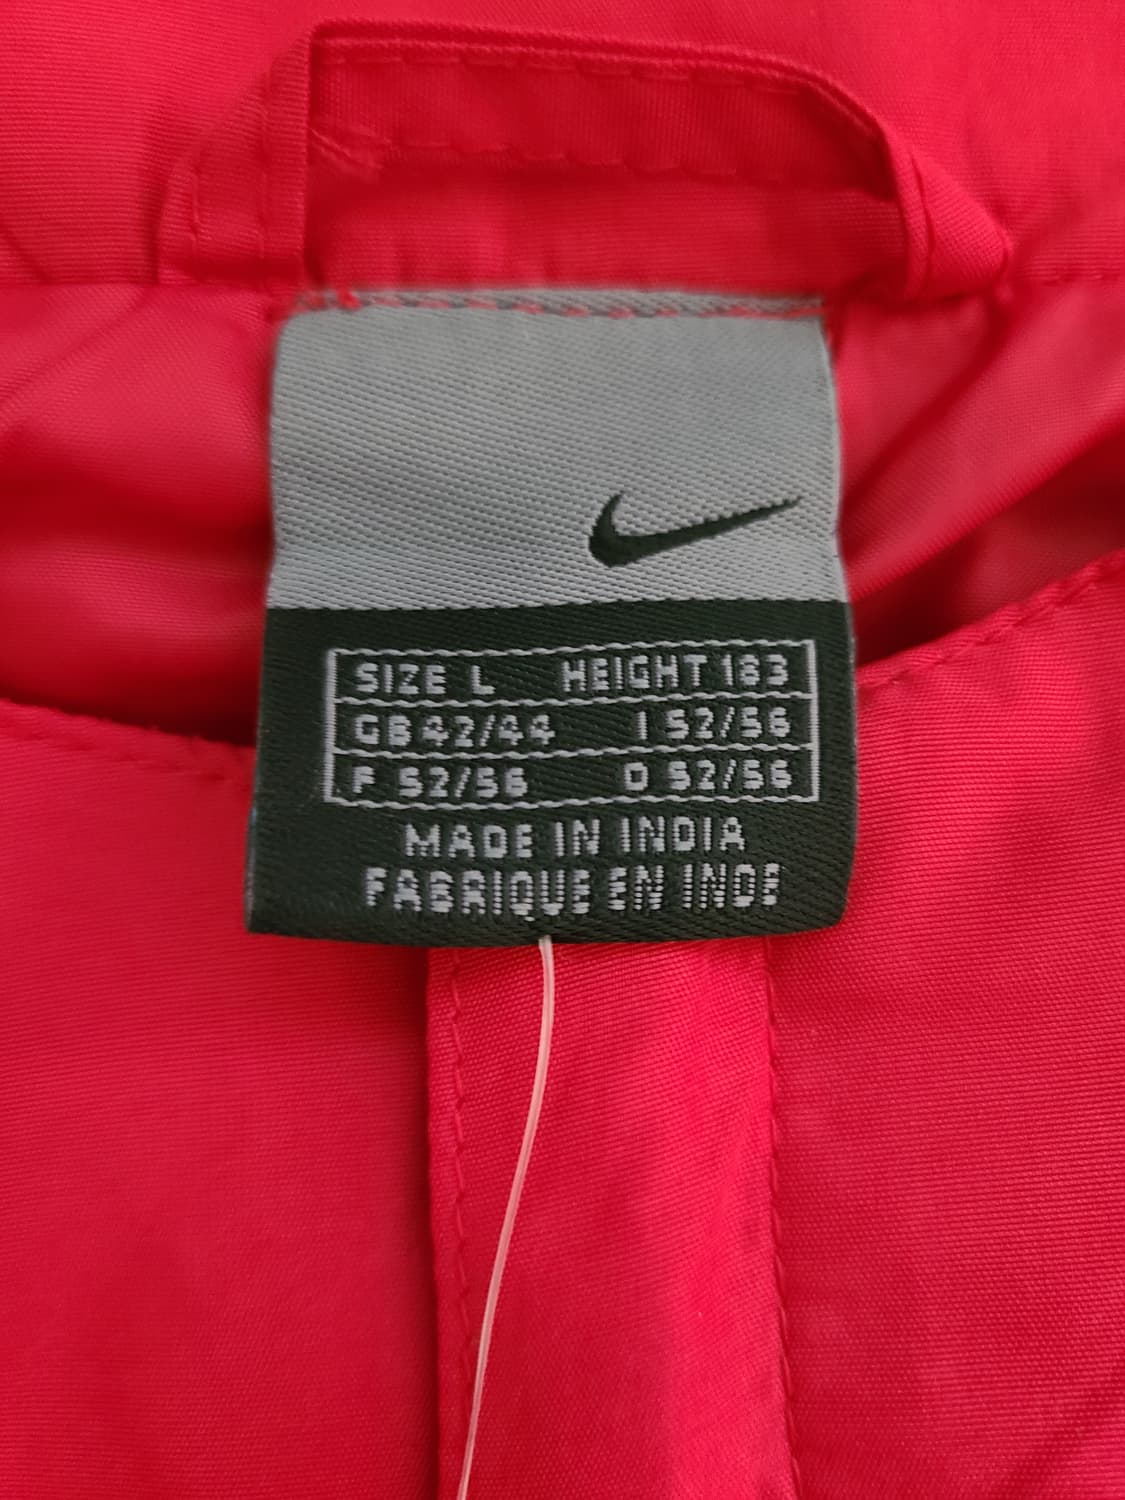 SIZE L HEIGHT 183
GB 42/44 I 52/56
F 52/56 D 52/56
MADE IN INDIA
FABRIQUE EN INDE